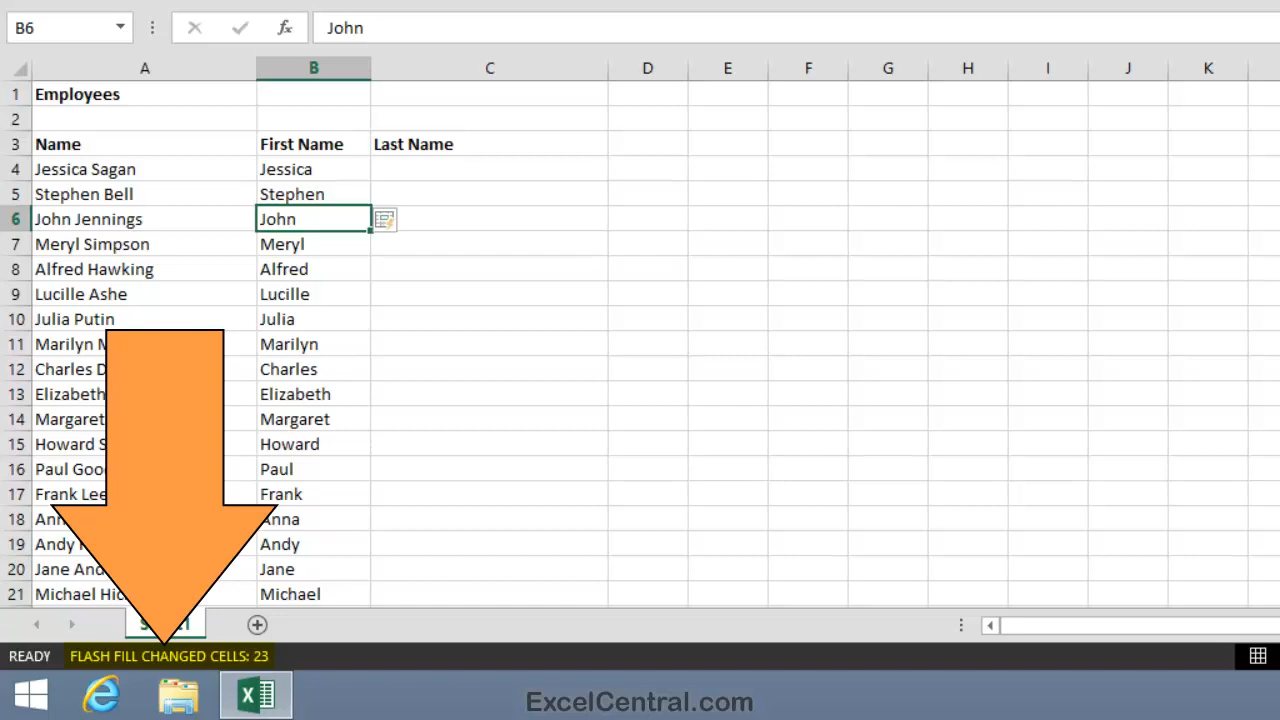 B6 John
A B C D E F G H I J K
1 Employees
2
3 Name First Name Last Name
4 Jessica Sagan Jessica
5 Stephen Bell Stephen
6 John Jennings John
7 Meryl Simpson Meryl
8 Alfred Hawking Alfred
9 Lucille Ashe Lucille
10 Julia Putin Julia
11 Marilyn Marilyn
12 Charles Charles
13 Elizabeth Elizabeth
14 Margaret Margaret
15 Howard Howard
16 Paul Paul
17 Frank Lee Frank
18 Anna
19 Andy Andy
20 Jane Jane
21 Michael Michael
READY FLASH FILL CHANGED CELLS: 23
ExcelCentral.com